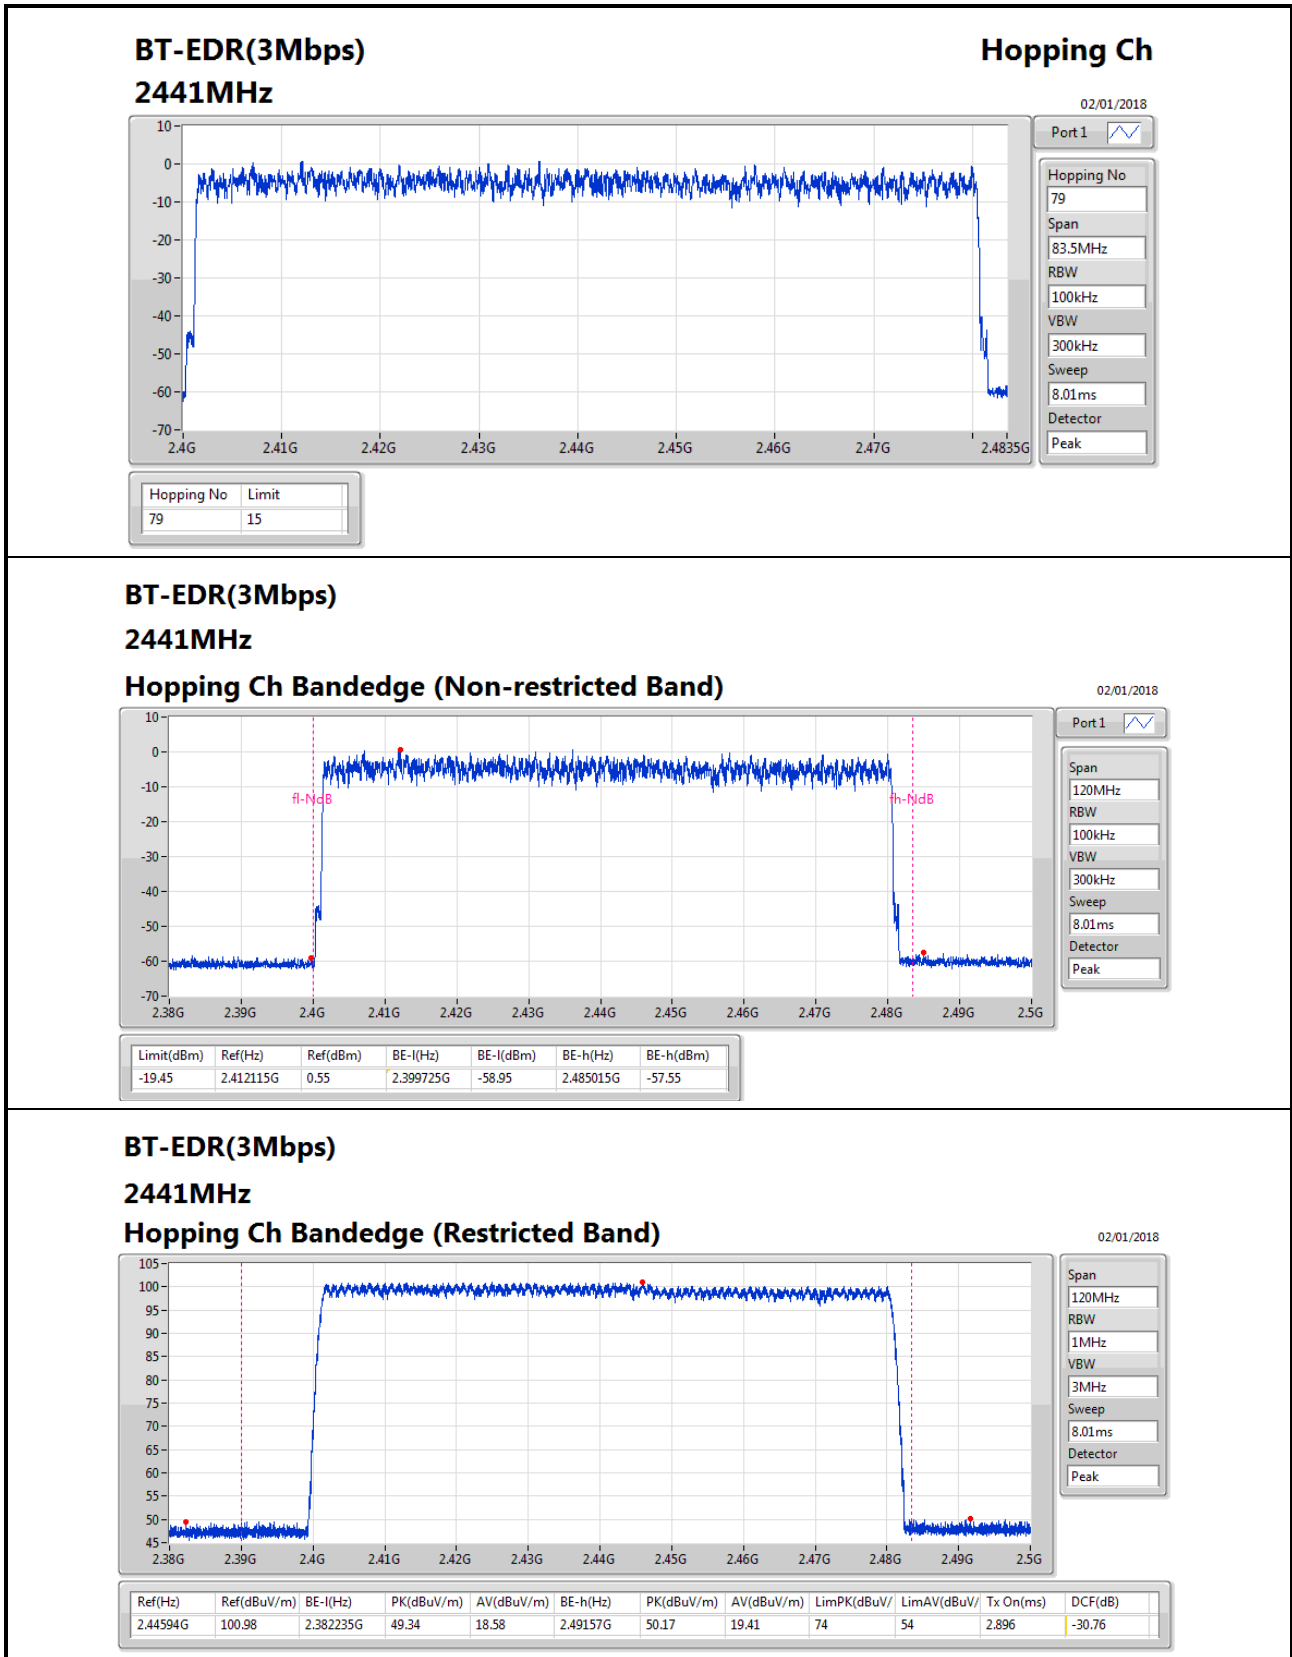 BT-EDR(3Mbps)
Hopping Ch
2441MHz
02/01/2018
Port 1
10
0
-10
-20
-30
-40
-50
-60
-70
2.4G 2.41G 2.42G 2.43G 2.44G 2.45G 2.46G 2.47G 2.4835G
Hopping No
79
Span
83.5MHz
RBW
100kHz
VBW
300kHz
Sweep
8.01ms
Detector
Peak
Hopping No Limit
79 15
BT-EDR(3Mbps)
2441MHz
Hopping Ch Bandedge (Non-restricted Band)
02/01/2018
Port 1
10
0
-10
-20
-30
-40
-50
-60
-70
fl-NdB
fh-NdB
2.38G 2.39G 2.4G 2.41G 2.42G 2.43G 2.44G 2.45G 2.46G 2.47G 2.48G 2.49G 2.5G
Span
120MHz
RBW
100kHz
VBW
300kHz
Sweep
8.01ms
Detector
Peak
Limit(dBm) Ref(Hz) Ref(dBm) BE-l(Hz) BE-l(dBm) BE-h(Hz) BE-h(dBm)
-19.45 2.412115G 0.55 2.399725G -58.95 2.485015G -57.55
BT-EDR(3Mbps)
2441MHz
Hopping Ch Bandedge (Restricted Band)
02/01/2018
105
100
95
90
85
80
75
70
65
60
55
50
45
2.38G 2.39G 2.4G 2.41G 2.42G 2.43G 2.44G 2.45G 2.46G 2.47G 2.48G 2.49G 2.5G
Span
120MHz
RBW
1MHz
VBW
3MHz
Sweep
8.01ms
Detector
Peak
Ref(Hz) Ref(dBuV/m) BE-l(Hz) PK(dBuV/m) AV(dBuV/m) BE-h(Hz) PK(dBuV/m) AV(dBuV/m) LimPK(dBuV/ LimAV(dBuV/ Tx On(ms) DCF(dB)
2.44594G 100.98 2.382235G 49.34 18.58 2.49157G 50.17 19.41 74 54 2.896 -30.76